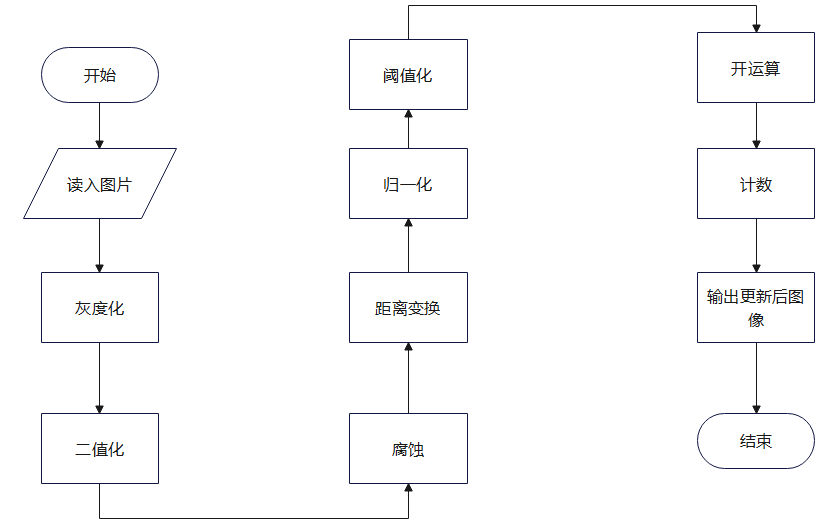 开始
读入图片
灰度化
二值化
腐蚀
距离变换
归一化
阈值化
开运算
计数
输出更新后图
像
结束